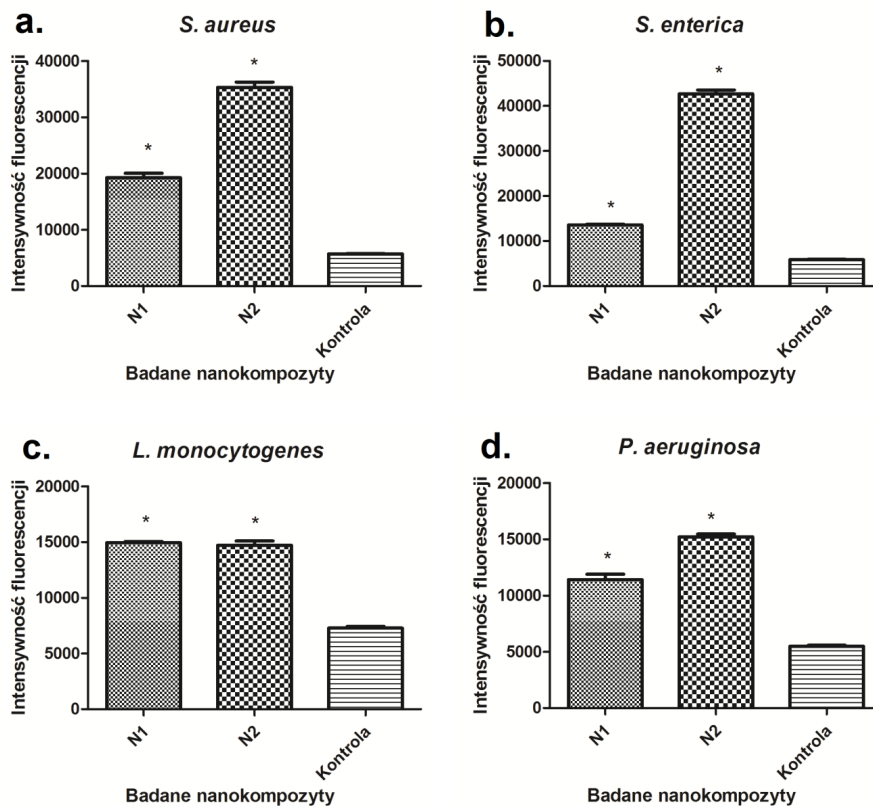 a.
S. aureus
Intensywność fluorescencji
40000
30000
20000
10000
0
*
*
N1
N2
Kontrola
Badane nanokompozyty
b.
S. enterica
Intensywność fluorescencji
50000
40000
30000
20000
10000
0
*
*
N1
N2
Kontrola
Badane nanokompozyty
c.
L. monocytogenes
Intensywność fluorescencji
20000
15000
10000
5000
0
*
*
N1
N2
Kontrola
Badane nanokompozyty
d.
P. aeruginosa
Intensywność fluorescencji
20000
15000
10000
5000
0
*
*
N1
N2
Kontrola
Badane nanokompozyty